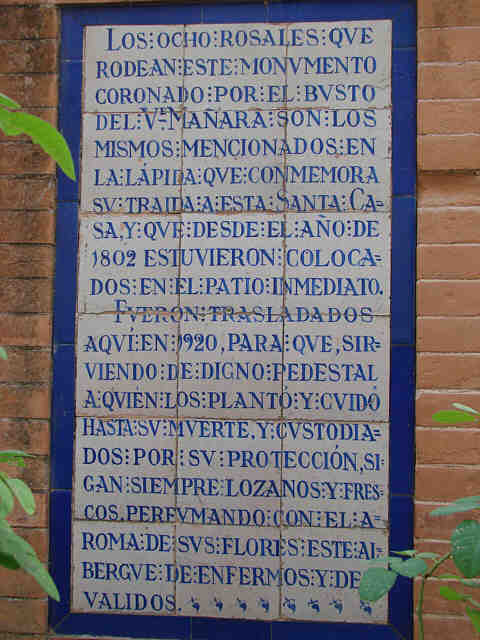 LOS:OCHO:ROSALES:QVE
RODEAN:ESTE:MONVMENTO
CORONADO:POR:EL:BVSTO
DEL:Vᴸᴱ MAÑARA:SON:LOS
MISMOS:MENCIONADOS:EN
LA:LÁPIDA:QVE:CONMEMORA
SV:TRAIDA:A:ESTA:SANTA:CA-
SA,Y:QVE:DESDE:EL:AÑO:DE
1802 ESTUVIERON:COLOCA-
DOS:EN:EL:PATIO:INMEDIATO.
FVERON:TRASLADADOS
AQVÍ:EN:1920,PARA:QVE,SIR-
VIENDO:DE:DIGNO:PEDESTAL
A:QVIEN:LOS:PLANTÓ:Y:CVIDÓ
HASTA:SV:MVERTE,Y:CVSTODIA-
DOS:POR:SV:PROTECCIÓN,SI-
GAN:SIEMPRE:LOZANOS:Y:FRES-
COS.PERFVMANDO:CON:EL:A-
ROMA:DE:SVS:FLORES:ESTE:AL-
BERGVE:DE:ENFERMOS:Y:DES-
VALIDOS.